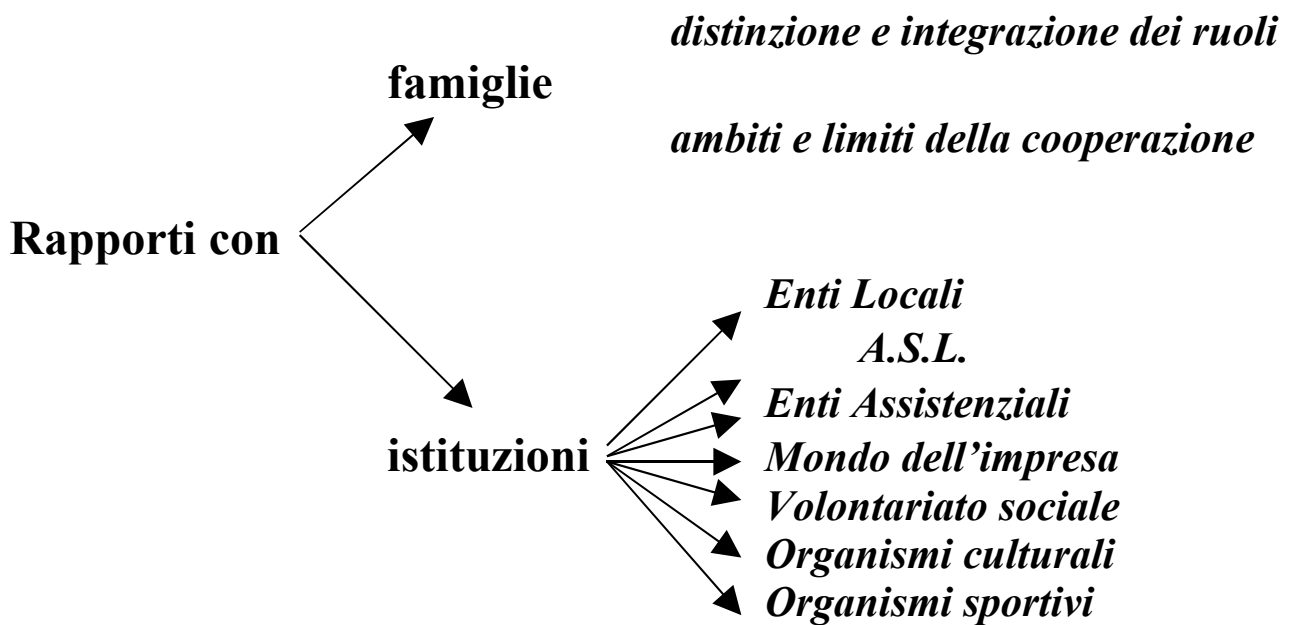 distinzione e integrazione dei ruoli
famiglie
ambiti e limiti della cooperazione
Rapporti con
Enti Locali
A.S.L.
Enti Assistenziali
istituzioni
Mondo dell’impresa
Volontariato sociale
Organismi culturali
Organismi sportivi